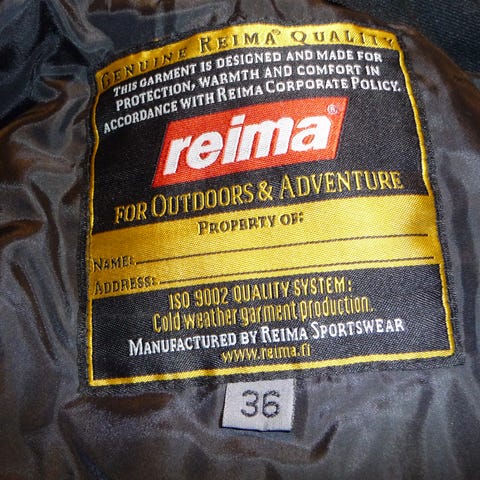 GENUINE REIMA® QUALITY
THIS GARMENT IS DESIGNED AND MADE FOR
PROTECTION, WARMTH AND COMFORT IN
ACCORDANCE WITH REIMA CORPORATE POLICY.
reima®
FOR OUTDOORS & ADVENTURE
PROPERTY OF:
NAME:
ADDRESS:
ISO 9002 QUALITY SYSTEM:
Cold weather garment production.
MANUFACTURED BY REIMA SPORTSWEAR
www.reima.fi
36